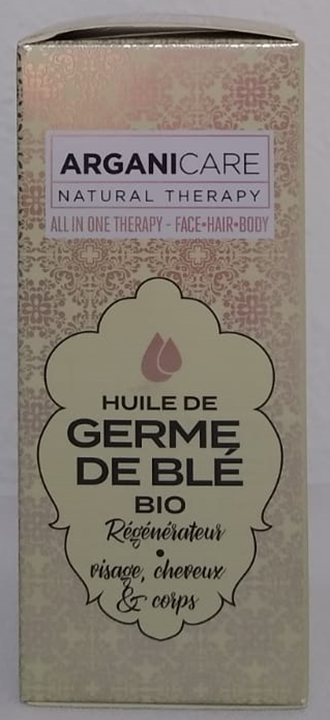 ARGANICARE
NATURAL THERAPY
ALL IN ONE THERAPY - FACE•HAIR•BODY
HUILE DE
GERME
DE BLÉ
BIO
Régénérateur
•
visage, cheveux
& corps